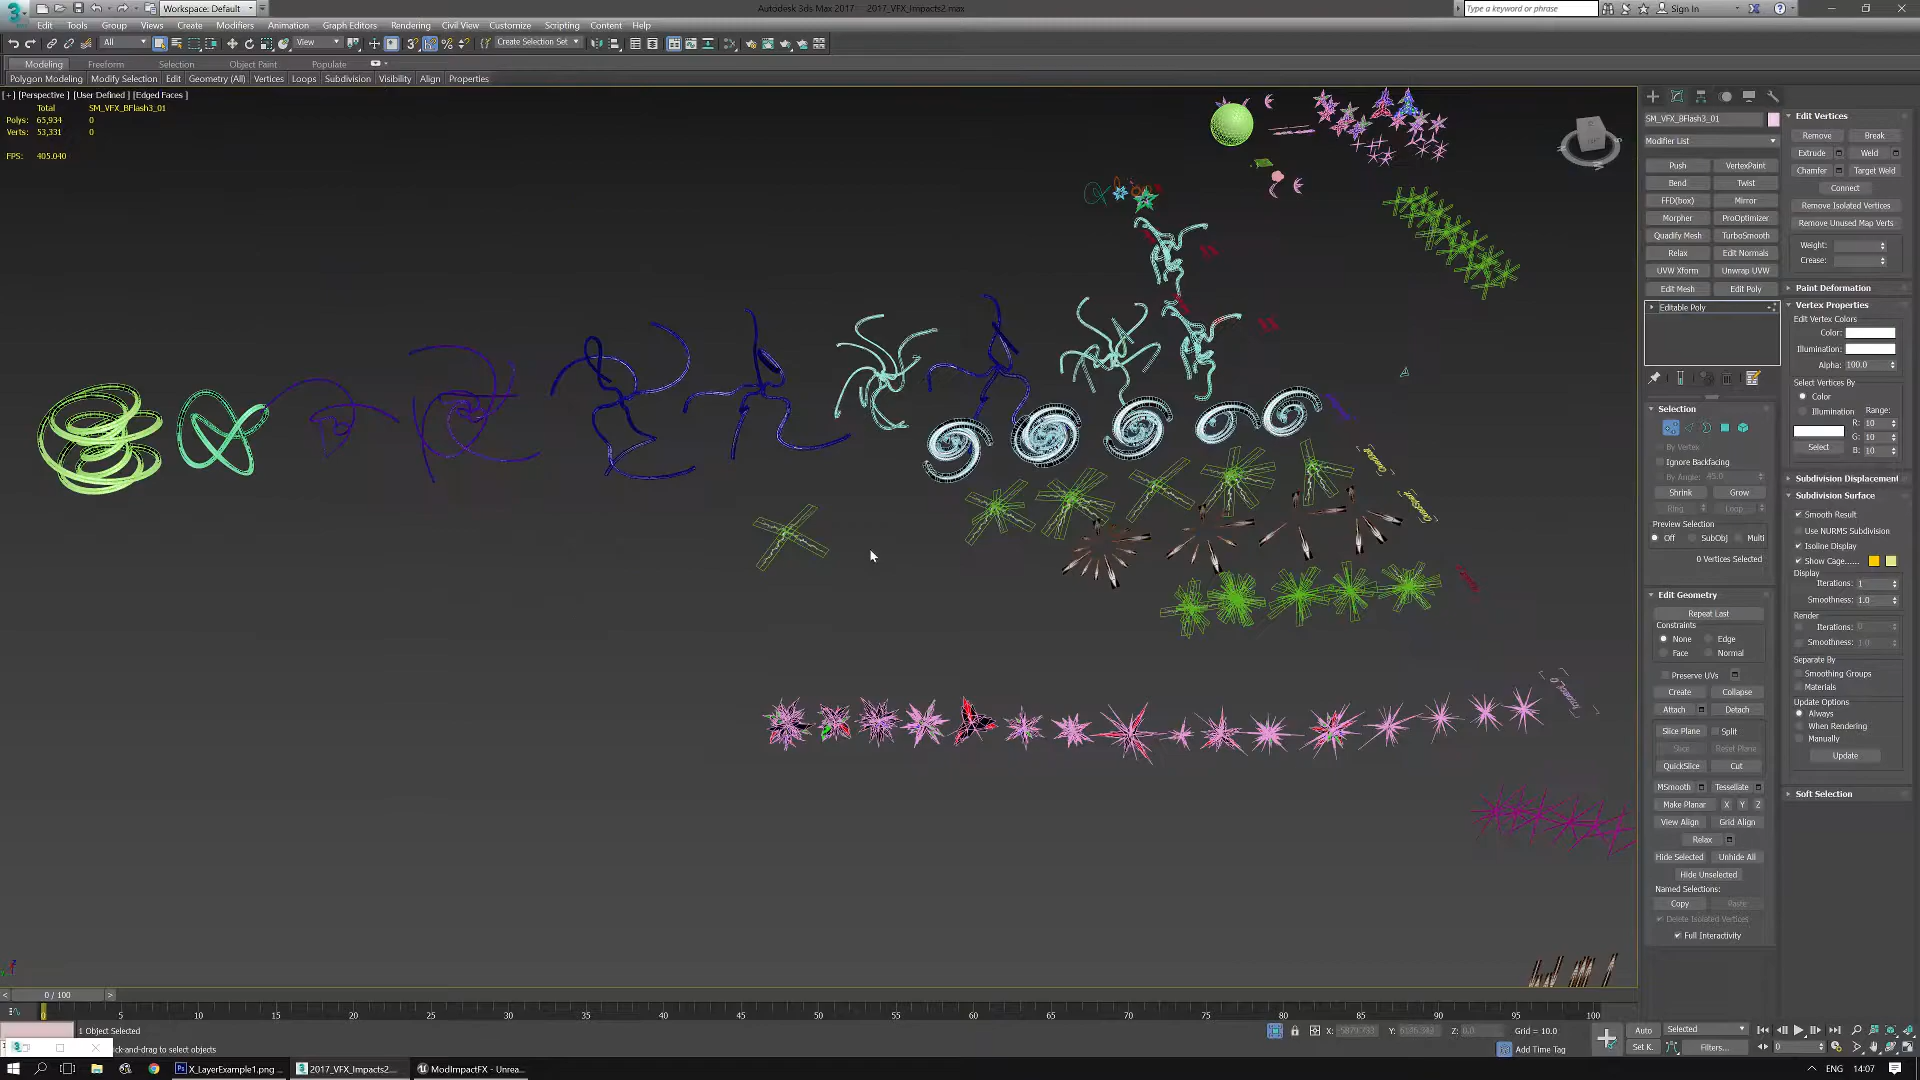 Workspace: Default
Autodesk 3ds Max 2017    2017_VFX_Impacts2.max
Type a keyword or phrase
Sign In
Edit Tools Group Views Create Modifiers Animation Graph Editors Rendering Civil View Customize Scripting Content Help
All
View
Create Selection Set
Modeling Freeform Selection Object Paint Populate
Polygon Modeling Modify Selection Edit Geometry (All) Vertices Loops Subdivision Visibility Align Properties
[+] [Perspective] [User Defined] [Edged Faces]
Total SM_VFX_BFlash3_01
Polys: 65,934 0
Verts: 53,331 0
FPS: 405.040
SM_VFX_BFlash3_01
Modifier List
Push VertexPaint
Bend Twist
FFD(box) Mirror
Morpher ProOptimizer
Quadify Mesh TurboSmooth
Relax Edit Normals
UVW Xform Unwrap UVW
Edit Mesh Edit Poly
Editable Poly
Selection
By Vertex
Ignore Backfacing
By Angle: 45.0
Shrink Grow
Ring Loop
Preview Selection
Off SubObj Multi
0 Vertices Selected
Edit Geometry
Repeat Last
Constraints
None Edge
Face Normal
Preserve UVs
Create Collapse
Attach Detach
Slice Plane Split
Slice Reset Plane
QuickSlice Cut
MSmooth Tessellate
Make Planar X Y Z
View Align Grid Align
Relax
Hide Selected Unhide All
Hide Unselected
Named Selections:
Copy Paste
Delete Isolated Vertices
Full Interactivity
Edit Vertices
Remove Break
Extrude Weld
Chamfer Target Weld
Connect
Remove Isolated Vertices
Remove Unused Map Verts
Weight:
Crease:
Paint Deformation
Vertex Properties
Edit Vertex Colors
Color:
Illumination:
Alpha: 100.0
Select Vertices By
Color
Illumination Range:
R: 10
G: 10
Select B: 10
Subdivision Displacement
Subdivision Surface
Smooth Result
Use NURMS Subdivision
Isoline Display
Show Cage......
Display
Iterations: 1
Smoothness: 1.0
Render
Iterations: 0
Smoothness: 1.0
Separate By
Smoothing Groups
Materials
Update Options
Always
When Rendering
Manually
Update
Soft Selection
0 / 100
0 5 10 15 20 25 30 35 40 45 50 55 60 65 70 75 80 85 90 95 100
1 Object Selected
ick-and-drag to select objects
X: Y: Z: 0.0 Grid = 10.0
Add Time Tag
Auto Selected
Set K. Filters...
0
X_LayerExample1.png ... 2017_VFX_Impacts2.... ModImpactFX - Unrea...
ENG 14:07